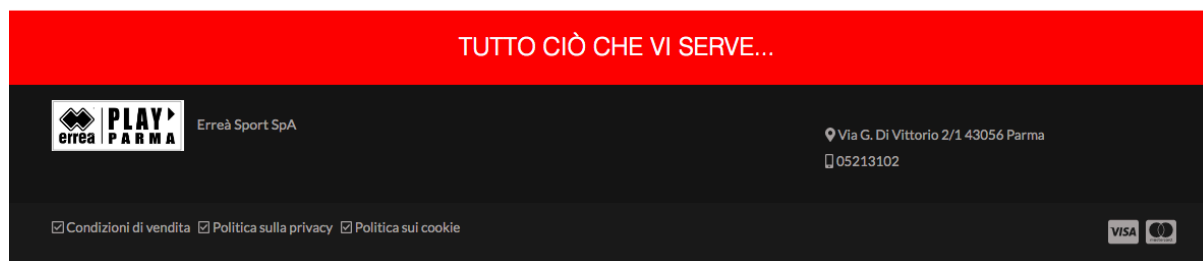 TUTTO CIÒ CHE VI SERVE...
errea PLAY PARMA
Erreà Sport SpA
Via G. Di Vittorio 2/1 43056 Parma
05213102
Condizioni di vendita Politica sulla privacy Politica sui cookie
VISA